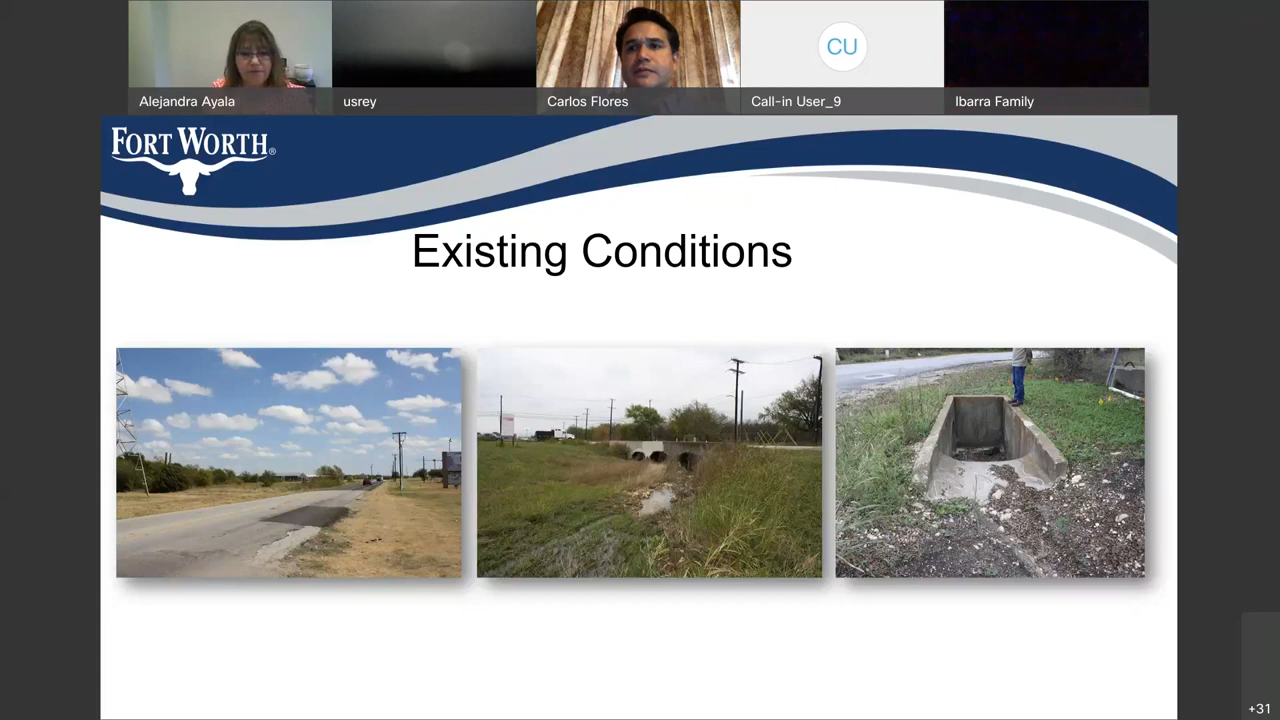 Alejandra Ayala
usrey
Carlos Flores
CU
Call-in User_9
Ibarra Family
FORT WORTH®
Existing Conditions
+31